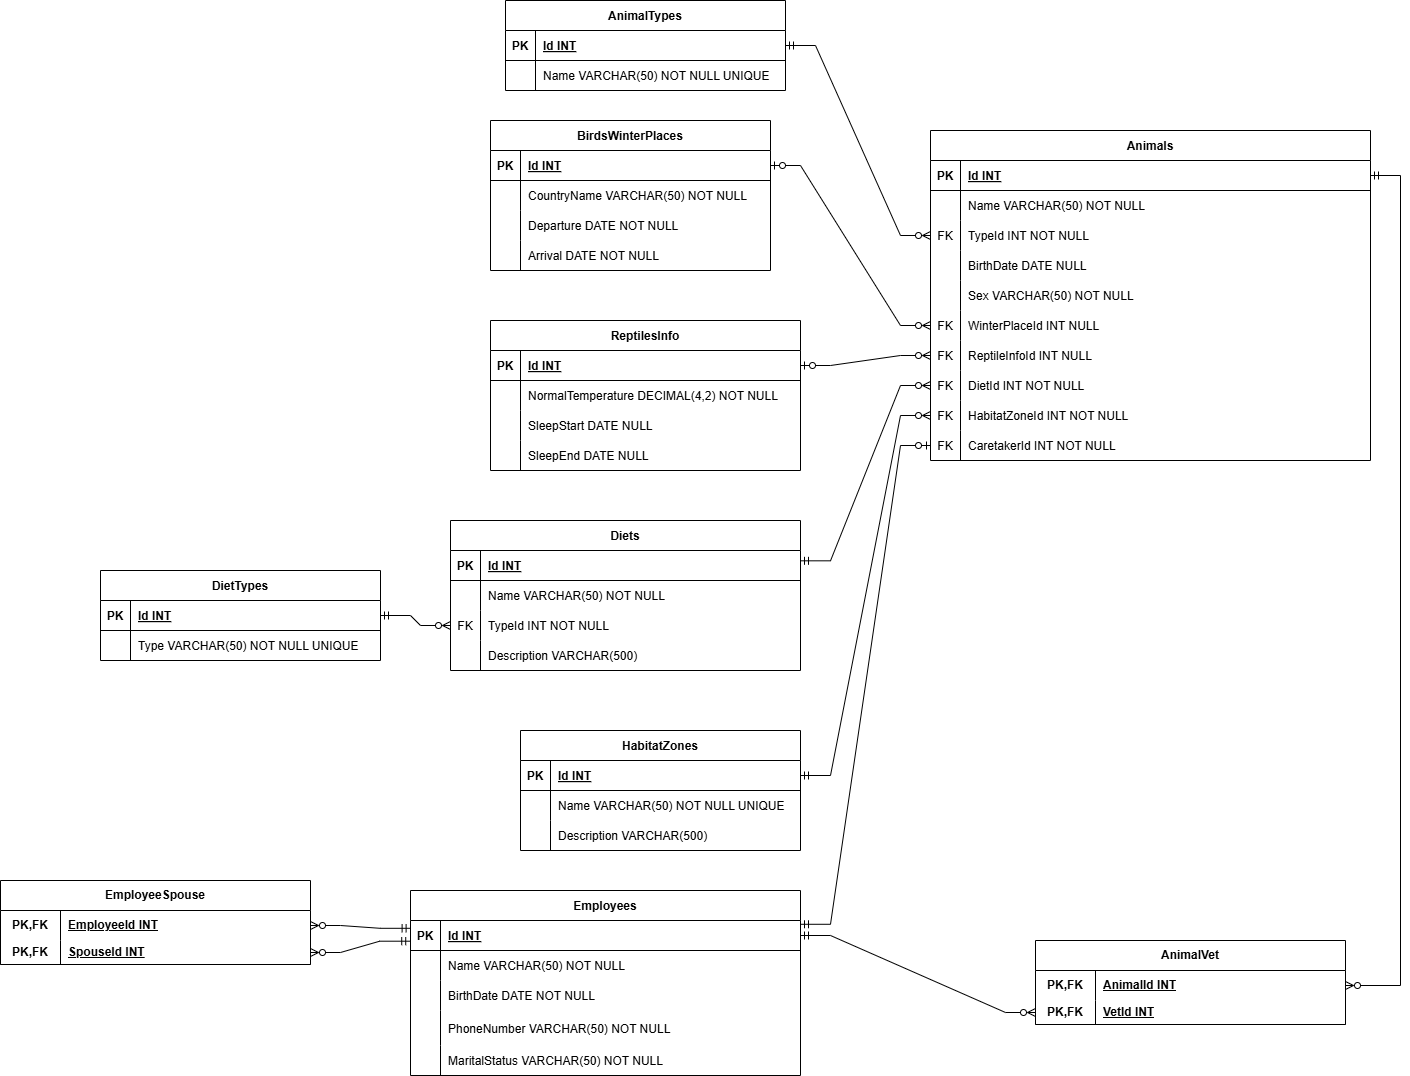 AnimalTypes
PK Id INT
Name VARCHAR(50) NOT NULL UNIQUE
BirdsWinterPlaces
PK Id INT
CountryName VARCHAR(50) NOT NULL
Departure DATE NOT NULL
Arrival DATE NOT NULL
Animals
PK Id INT
Name VARCHAR(50) NOT NULL
FK TypeId INT NOT NULL
BirthDate DATE NULL
Sex VARCHAR(50) NOT NULL
FK WinterPlaceId INT NULL
FK ReptileInfoId INT NULL
FK DietId INT NOT NULL
FK HabitatZoneId INT NOT NULL
FK CaretakerId INT NOT NULL
ReptilesInfo
PK Id INT
NormalTemperature DECIMAL(4,2) NOT NULL
SleepStart DATE NULL
SleepEnd DATE NULL
Diets
PK Id INT
Name VARCHAR(50) NOT NULL
FK TypeId INT NOT NULL
Description VARCHAR(500)
DietTypes
PK Id INT
Type VARCHAR(50) NOT NULL UNIQUE
HabitatZones
PK Id INT
Name VARCHAR(50) NOT NULL UNIQUE
Description VARCHAR(500)
EmployeeSpouse
PK,FK EmployeeId INT
PK,FK SpouseId INT
Employees
PK Id INT
Name VARCHAR(50) NOT NULL
BirthDate DATE NOT NULL
PhoneNumber VARCHAR(50) NOT NULL
MaritalStatus VARCHAR(50) NOT NULL
AnimalVet
PK,FK AnimalId INT
PK,FK VetId INT